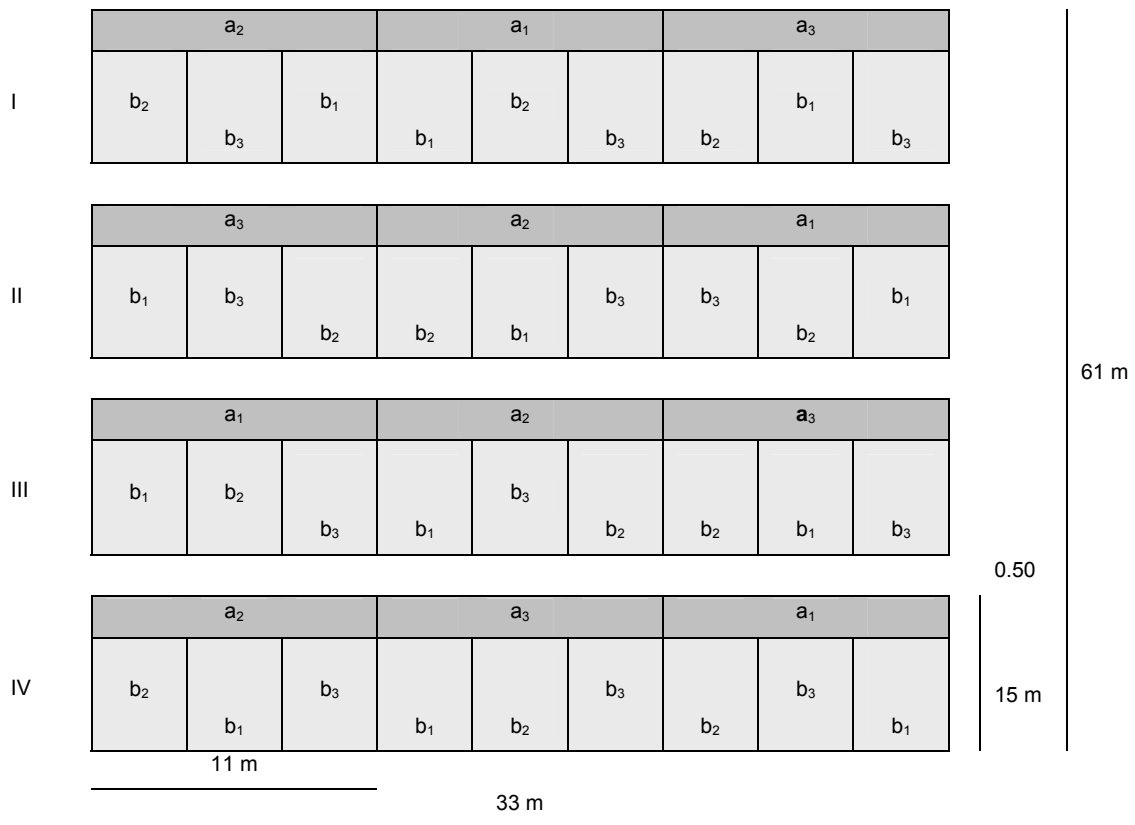 a₂ a₁ a₃
I b₂ b₁ b₂ b₁
b₃ b₁ b₃ b₂ b₃
a₃ a₂ a₁
II b₁ b₃ b₃ b₃ b₁
b₂ b₂ b₁ b₂
61 m
a₁ a₂ a₃
III b₁ b₂ b₃
b₃ b₁ b₂ b₂ b₁ b₃
0.50
a₂ a₃ a₁
IV b₂ b₃ b₃ b₃ 15 m
b₁ b₁ b₂ b₂ b₁
11 m
33 m